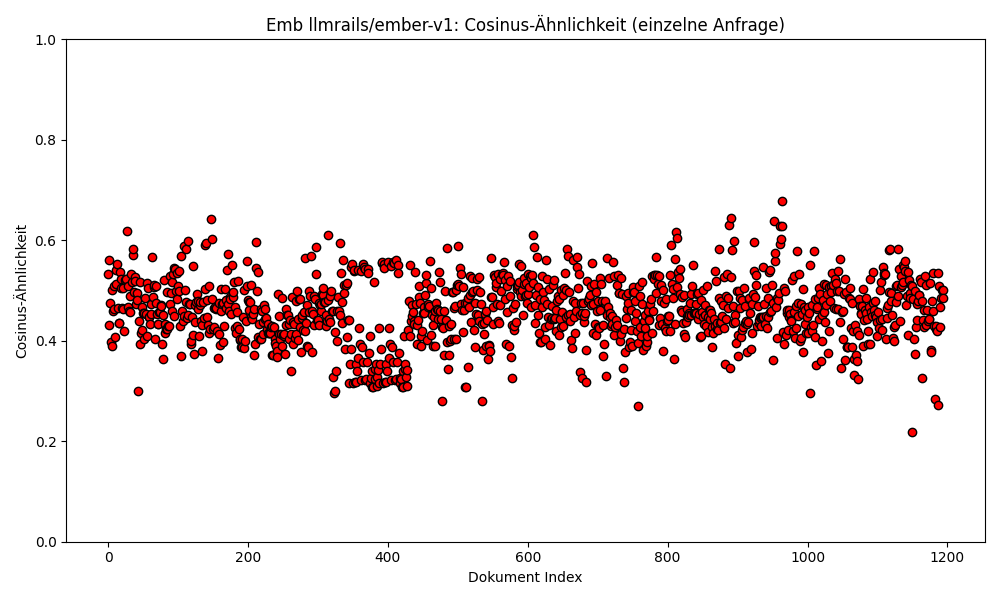 Emb llmrails/ember-v1: Cosinus-Ähnlichkeit (einzelne Anfrage)
1.0
0.8
0.6
0.4
0.2
0.0
Cosinus-Ähnlichkeit
0 200 400 600 800 1000 1200
Dokument Index